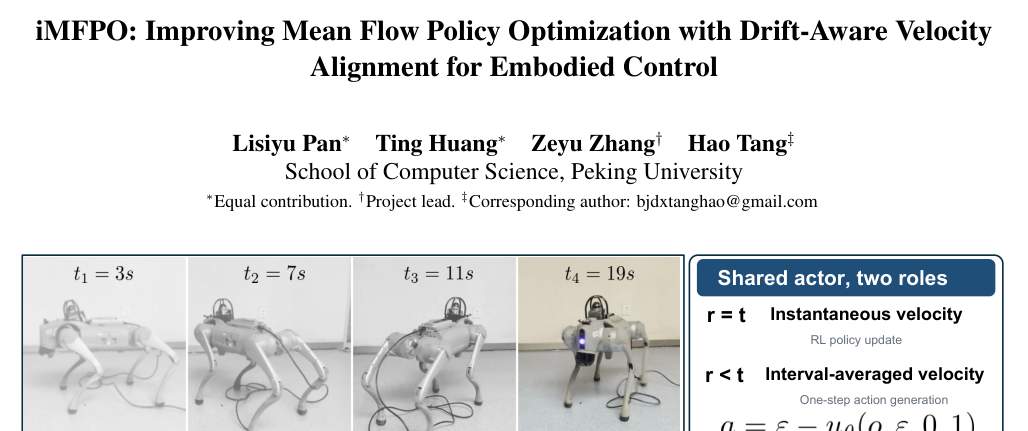 iMFPO: Improving Mean Flow Policy Optimization with Drift-Aware Velocity
Alignment for Embodied Control
Lisiyu Pan* Ting Huang* Zeyu Zhang† Hao Tang‡
School of Computer Science, Peking University
*Equal contribution. †Project lead. ‡Corresponding author: bjdxtanghao@gmail.com
t₁ = 3s t₂ = 7s t₃ = 11s t₄ = 19s
Shared actor, two roles
r = t Instantaneous velocity
RL policy update
r < t Interval-averaged velocity
One-step action generation